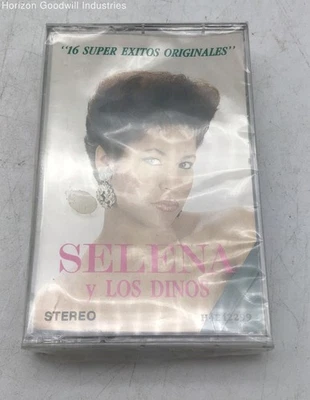 Horizon Goodwill Industries
"16 SUPER EXITOS ORIGINALES"
SELENA
y LOS DINOS
STEREO